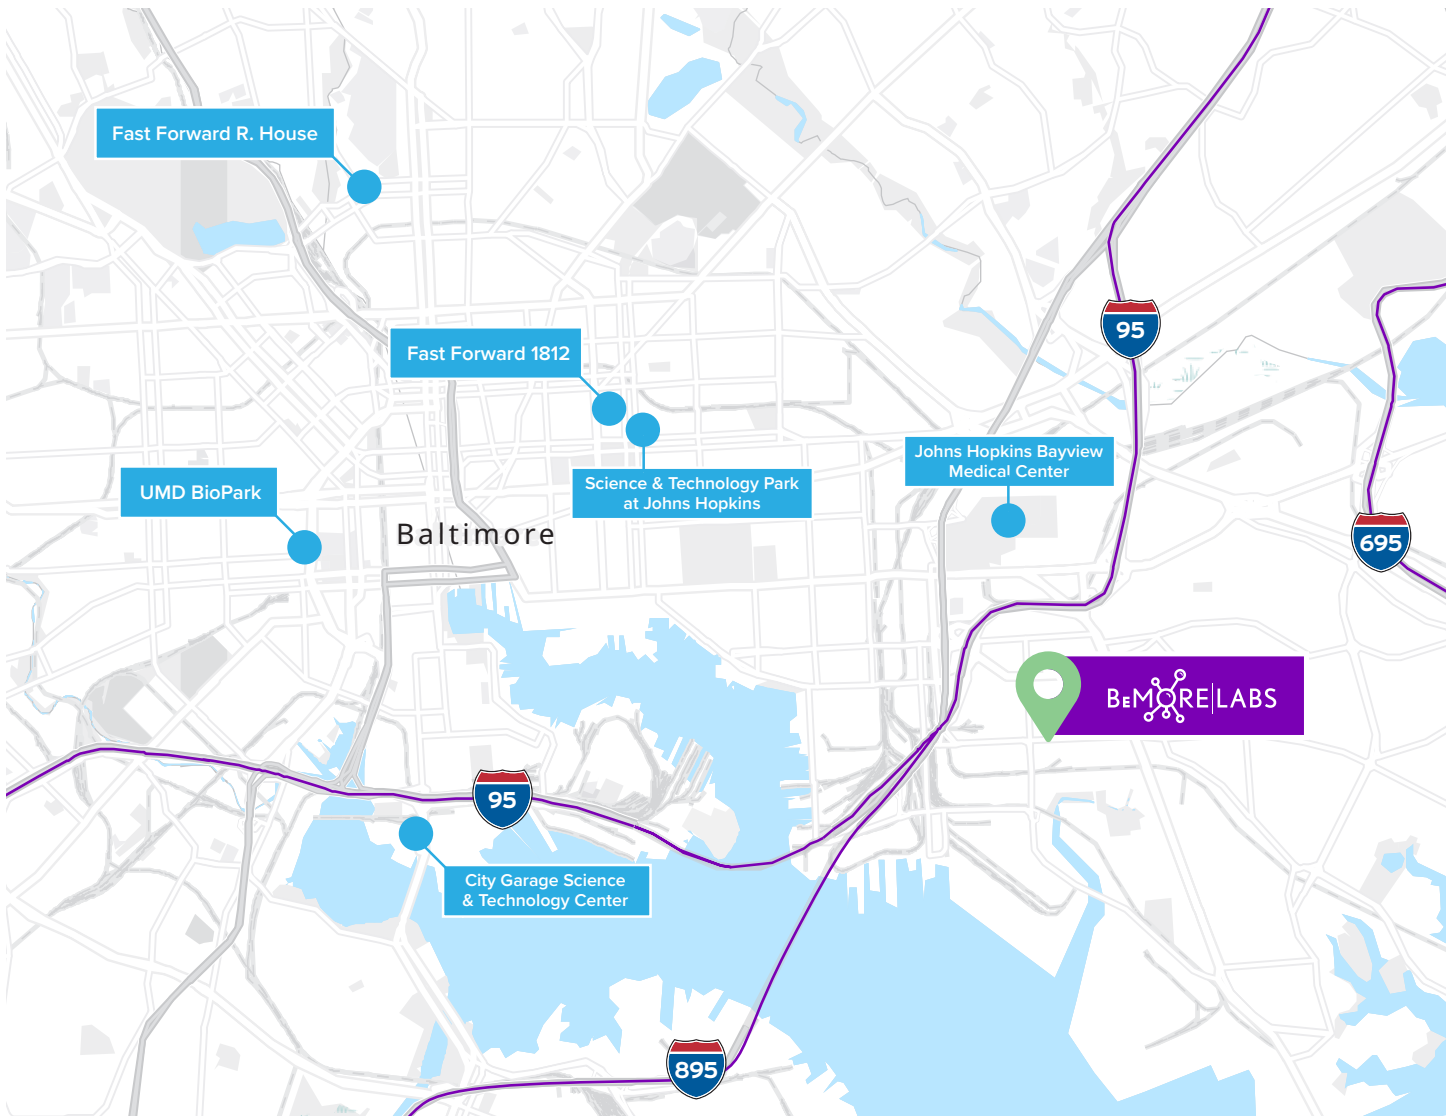 Fast Forward R. House
95
Fast Forward 1812
Johns Hopkins Bayview
Medical Center
Science & Technology Park
at Johns Hopkins
UMD BioPark
Baltimore
695
BEMORE|LABS
95
City Garage Science
& Technology Center
895